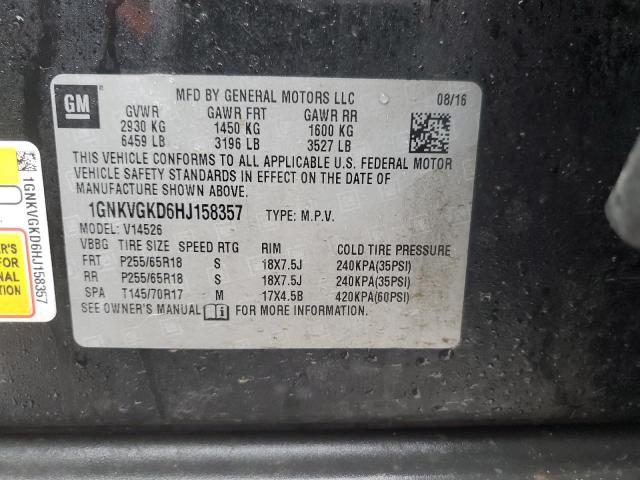 GM
MFD BY GENERAL MOTORS LLC 08/16
GVWR GAWR FRT GAWR RR
2930 KG 1450 KG 1600 KG
6459 LB 3196 LB 3527 LB
THIS VEHICLE CONFORMS TO ALL APPLICABLE U.S. FEDERAL MOTOR
VEHICLE SAFETY STANDARDS IN EFFECT ON THE DATE OF
MANUFACTURE SHOWN ABOVE.
1GNKVGKD6HJ158357 TYPE: M.P.V.
MODEL: V14526
VBBG TIRE SIZE SPEED RTG RIM COLD TIRE PRESSURE
FRT P255/65R18 S 18X7.5J 240KPA(35PSI)
RR P255/65R18 S 18X7.5J 240KPA(35PSI)
SPA T145/70R17 M 17X4.5B 420KPA(60PSI)
SEE OWNER'S MANUAL FOR MORE INFORMATION.
1GNKVGKD6HJ158357
FOR
NAL
TION